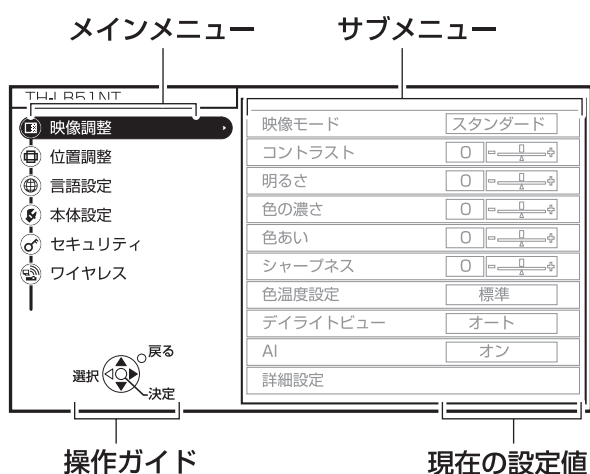 メインメニュー
サブメニュー
TH-LB51NT
映像調整
位置調整
言語設定
本体設定
セキュリティ
ワイヤレス
映像モード スタンダード
コントラスト 0
明るさ 0
色の濃さ 0
色あい 0
シャープネス 0
色温度設定 標準
デイライトビュー オート
AI オン
詳細設定
戻る
選択
決定
操作ガイド
現在の設定値